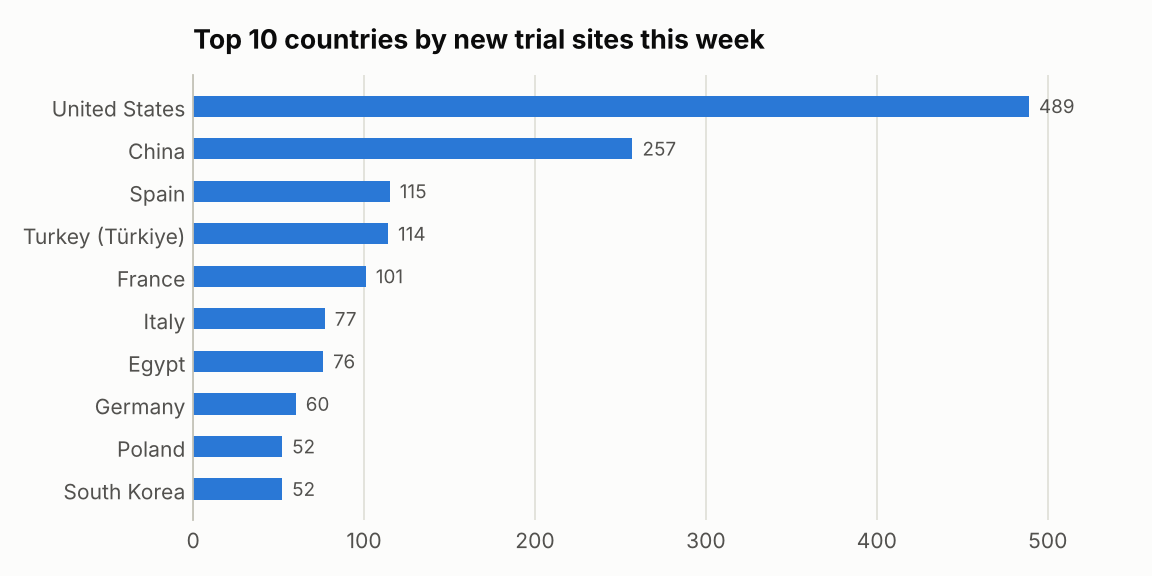 Top 10 countries by new trial sites this week
United States 489
China 257
Spain 115
Turkey (Türkiye) 114
France 101
Italy 77
Egypt 76
Germany 60
Poland 52
South Korea 52
0 100 200 300 400 500